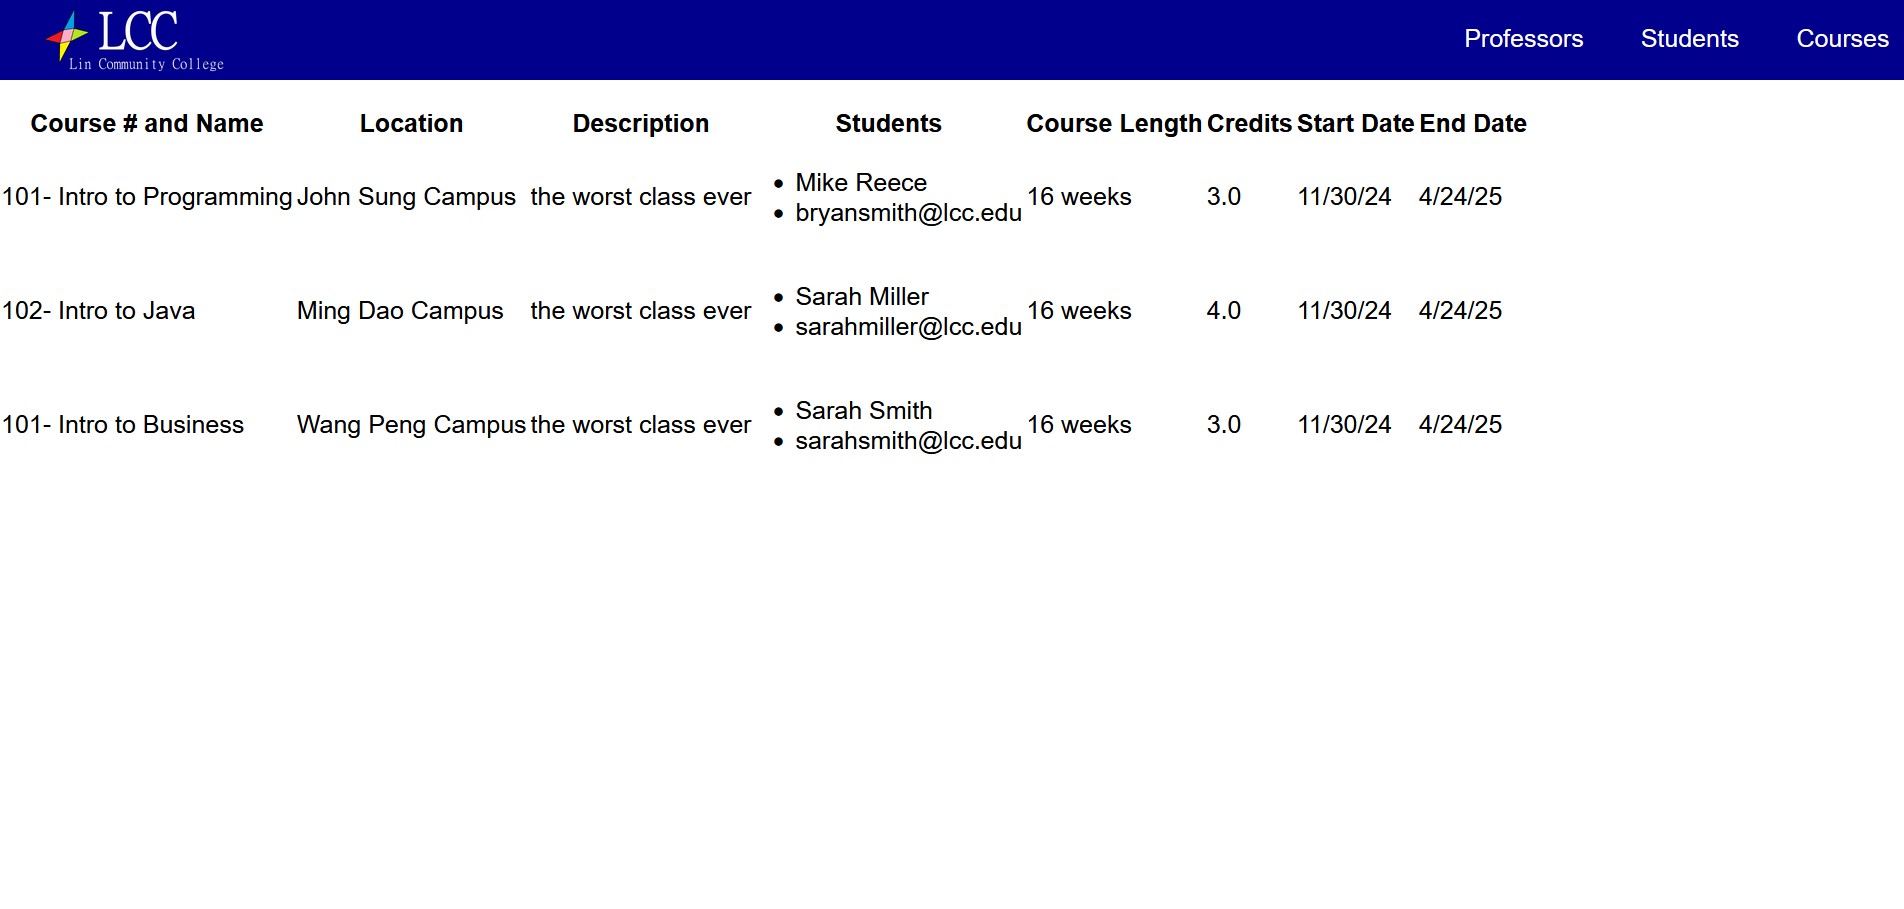 LCC
Lin Community College
Professors Students Courses
Course # and Name Location Description Students Course Length Credits Start Date End Date
101- Intro to Programming John Sung Campus the worst class ever • Mike Reece 16 weeks 3.0 11/30/24 4/24/25
• bryansmith@lcc.edu
102- Intro to Java Ming Dao Campus the worst class ever • Sarah Miller 16 weeks 4.0 11/30/24 4/24/25
• sarahmiller@lcc.edu
101- Intro to Business Wang Peng Campus the worst class ever • Sarah Smith 16 weeks 3.0 11/30/24 4/24/25
• sarahsmith@lcc.edu